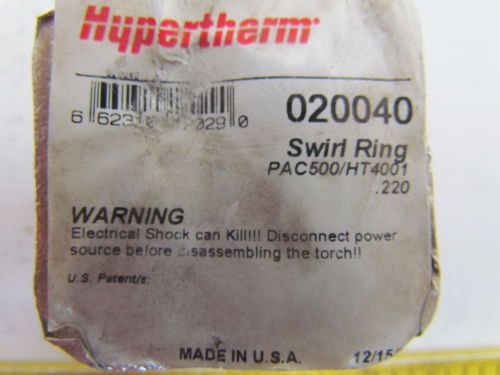 Hypertherm
020040
020040
Swirl Ring
PAC500/HT4001
.220
WARNING
Electrical Shock can Kill!!! Disconnect power
source before disassembling the torch!!
U.S. Patent/s:
MADE IN U.S.A.